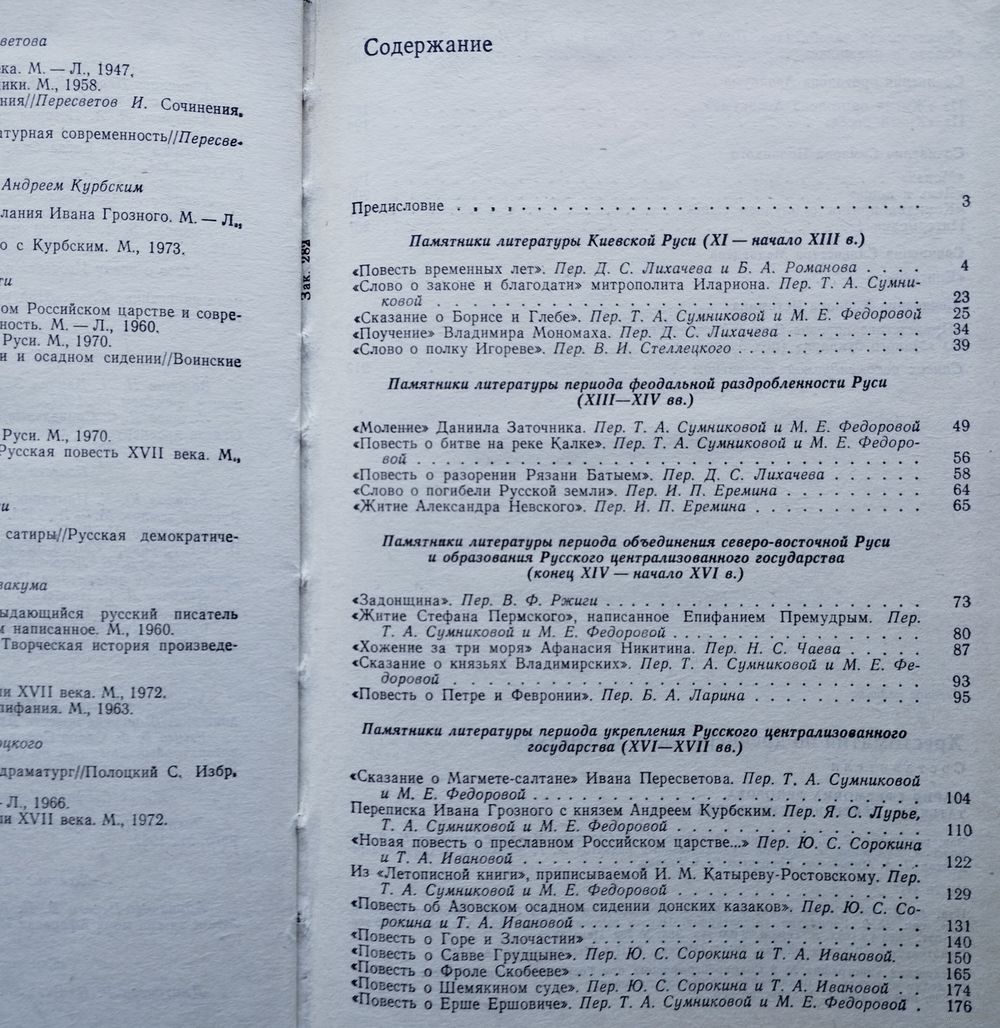 ветова
ка. М. — Л., 1947.
ики. М., 1958.
ния//Пересветов И. Сочинения.
атурная современность//Пересве-
Андреем Курбским
лания Ивана Грозного. М. — Л.,
о с Курбским. М., 1973.
ти
ом Российском царстве и совре-
ность. М. — Л., 1960.
Руси. М., 1970.
и и осадном сидении//Воинские
Руси. М., 1970.
Русская повесть XVII века. М.,
и
сатиры//Русская демократиче-
вакума
ыдающийся русский писатель
м написанное. М., 1960.
Творческая история произведе-
ли XVII века. М., 1972.
пифания. М., 1963.
оцкого
драматург//Полоцкий С. Избр.
- Л., 1966.
ли XVII века. М., 1972.
Зак. 282
Содержание
Предисловие . . . . . . . . . . . . . . . . . . . . 3
Памятники литературы Киевской Руси (XI — начало XIII в.)
«Повесть временных лет». Пер. Д. С. Лихачева и Б. А. Романова . . . . 4
«Слово о законе и благодати» митрополита Илариона. Пер. Т. А. Сумни-
ковой . . . . . . . . . . . . . . . . . . . . 23
«Сказание о Борисе и Глебе». Пер. Т. А. Сумниковой и М. Е. Федоровой 25
«Поучение» Владимира Мономаха. Пер. Д. С. Лихачева . . . . . . . . 34
«Слово о полку Игореве». Пер. В. И. Стеллецкого . . . . . . . . . . 39
Памятники литературы периода феодальной раздробленности Руси
(XIII—XIV вв.)
«Моление» Даниила Заточника. Пер. Т. А. Сумниковой и М. Е. Федоровой 49
«Повесть о битве на реке Калке». Пер. Т. А. Сумниковой и М. Е. Федоро-
вой . . . . . . . . . . . . . . . . . . . . 56
«Повесть о разорении Рязани Батыем». Пер. Д. С. Лихачева . . . . . 58
«Слово о погибели Русской земли». Пер. И. П. Еремина . . . . . . . 64
«Житие Александра Невского». Пер. И. П. Еремина . . . . . . . . . 65
Памятники литературы периода объединения северо-восточной Руси
и образования Русского централизованного государства
(конец XIV — начало XVI в.)
«Задонщина». Пер. В. Ф. Ржиги . . . . . . . . . . . . . . . 73
«Житие Стефана Пермского», написанное Епифанием Премудрым. Пер.
Т. А. Сумниковой и М. Е. Федоровой . . . . . . . . . . . . 80
«Хожение за три моря» Афанасия Никитина. Пер. Н. С. Чаева . . . . 87
«Сказание о князьях Владимирских». Пер. Т. А. Сумниковой и М. Е. Фе-
доровой . . . . . . . . . . . . . . . . . . . . 93
«Повесть о Петре и Февронии». Пер. Б. А. Ларина . . . . . . . . . 95
Памятники литературы периода укрепления Русского централизованного
государства (XVI—XVII вв.)
«Сказание о Магмете-салтане» Ивана Пересветова. Пер. Т. А. Сумниковой
и М. Е. Федоровой . . . . . . . . . . . . . . . . . 104
Переписка Ивана Грозного с князем Андреем Курбским. Пер. Я. С. Лурье,
Т. А. Сумниковой и М. Е. Федоровой . . . . . . . . . . . . 110
«Новая повесть о преславном Российском царстве...» Пер. Ю. С. Сорокина
и Т. А. Ивановой . . . . . . . . . . . . . . . . . . 122
Из «Летописной книги», приписываемой И. М. Катыреву-Ростовскому. Пер.
Т. А. Сумниковой и М. Е. Федоровой . . . . . . . . . . . . 129
«Повесть об Азовском осадном сидении донских казаков». Пер. Ю. С. Со-
рокина и Т. А. Ивановой . . . . . . . . . . . . . . . 131
«Повесть о Горе и Злочастии» . . . . . . . . . . . . . . . . 140
«Повесть о Савве Грудцыне». Пер. Ю. С. Сорокина и Т. А. Ивановой. 150
«Повесть о Фроле Скобееве» . . . . . . . . . . . . . . . . 165
«Повесть о Шемякином суде». Пер. Ю. С. Сорокина и Т. А. Ивановой . . 174
«Повесть о Ерше Ершовиче». Пер. Т. А. Сумниковой и М. Е. Федоровой . 176